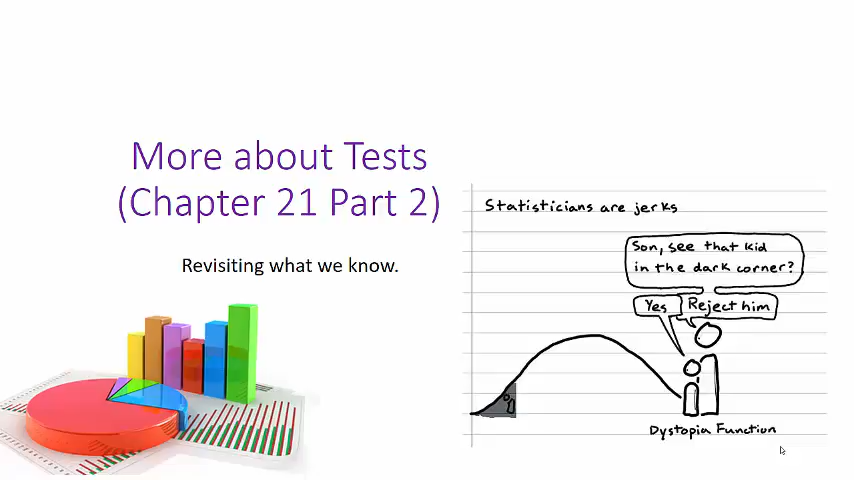 More about Tests
(Chapter 21 Part 2)
Revisiting what we know.
Statisticians are jerks
Son, see that kid
in the dark corner?
Yes
Reject him
Dystopia Function